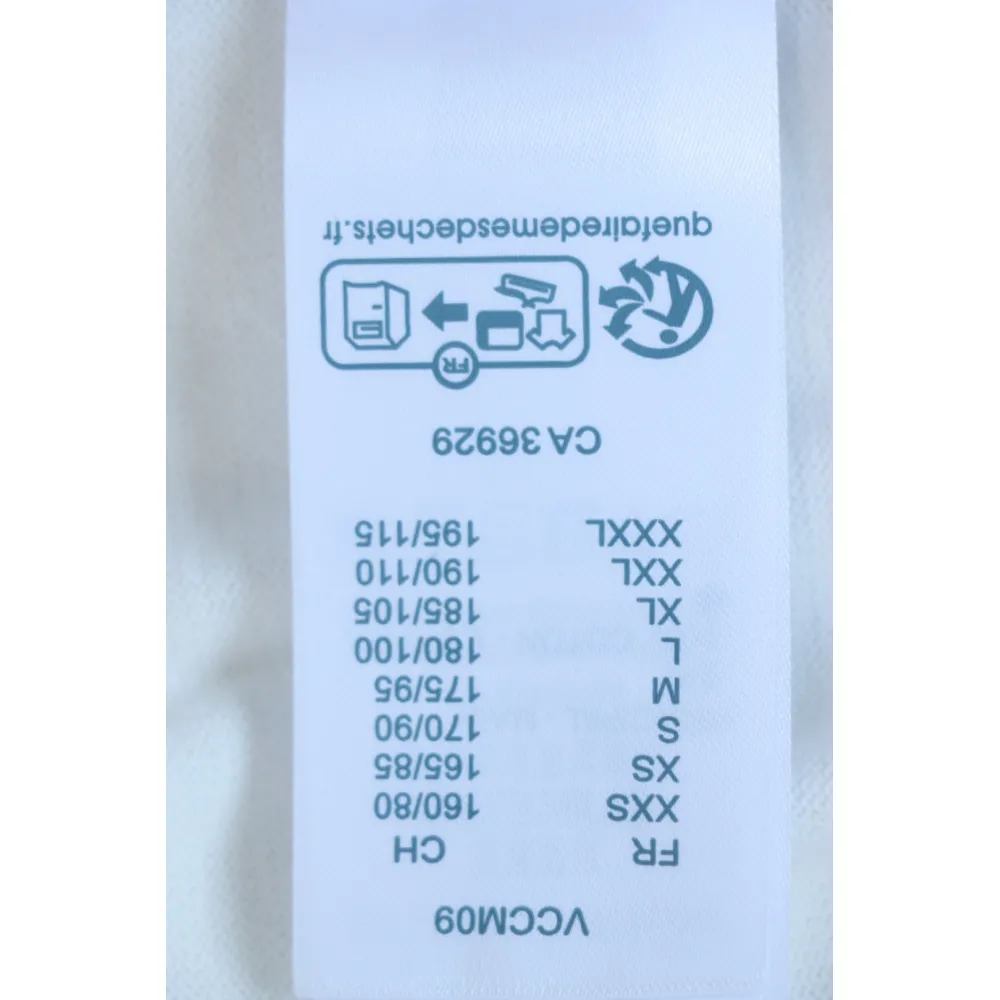 VCCM09
FR CH
XXS 160/80
XS 165/85
S 170/90
M 175/95
L 180/100
XL 185/105
XXL 190/110
XXXL 195/115
CA 36929
FR
quefairedemesdechets.fr